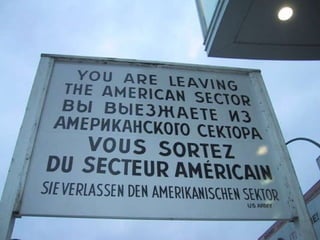 YOU ARE LEAVING
THE AMERICAN SECTOR
ВЫ ВЫЕЗЖАЕТЕ ИЗ
АМЕРИКАНСКОГО СЕКТОРА
VOUS SORTEZ
DU SECTEUR AMÉRICAIN
SIE VERLASSEN DEN AMERIKANISCHEN SEKTOR
US ARMY